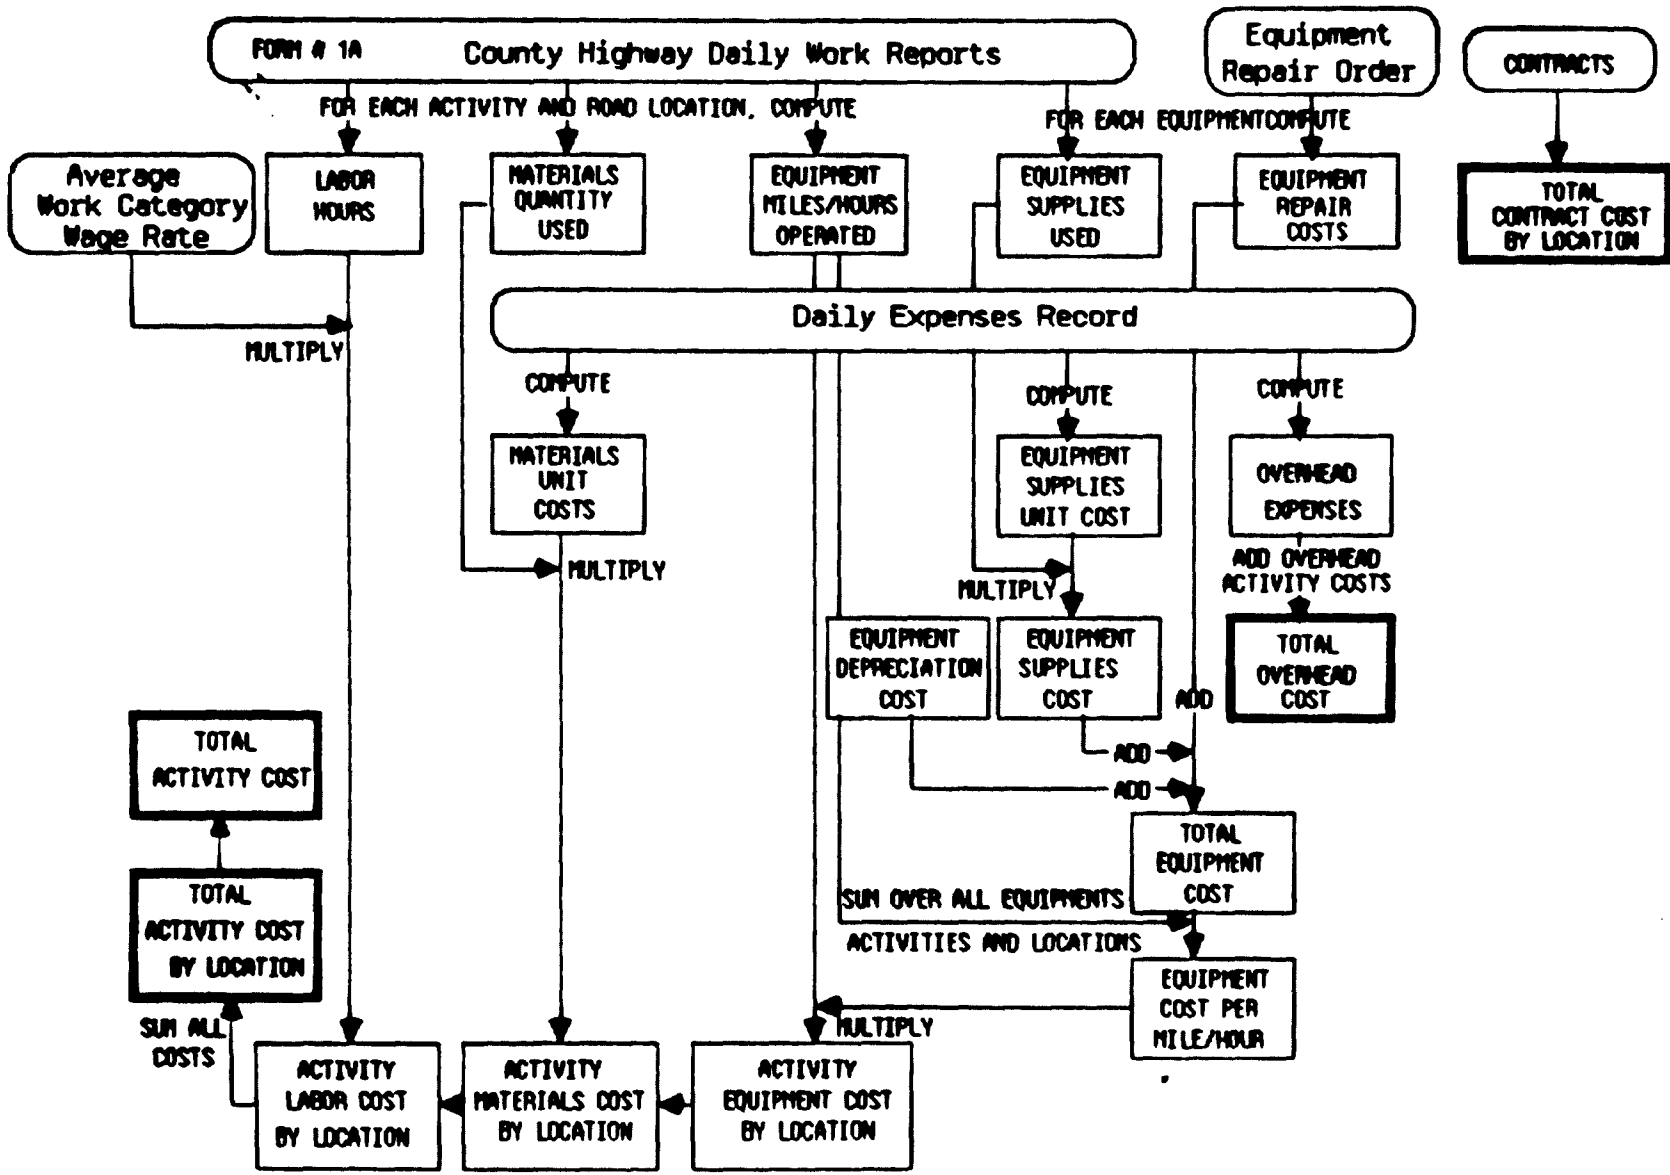 FORM # 1A County Highway Daily Work Reports
Equipment
Repair Order
CONTRACTS
FOR EACH ACTIVITY AND ROAD LOCATION, COMPUTE
FOR EACH EQUIPMENTCOMPUTE
Average
Work Category
Wage Rate
LABOR
HOURS
MATERIALS
QUANTITY
USED
EQUIPMENT
MILES/HOURS
OPERATED
EQUIPMENT
SUPPLIES
USED
EQUIPMENT
REPAIR
COSTS
TOTAL
CONTRACT COST
BY LOCATION
Daily Expenses Record
MULTIPLY
COMPUTE
COMPUTE
COMPUTE
MATERIALS
UNIT
COSTS
EQUIPMENT
SUPPLIES
UNIT COST
OVERHEAD
EXPENSES
MULTIPLY
MULTIPLY
ADD OVERHEAD
ACTIVITY COSTS
EQUIPMENT
DEPRECIATION
COST
EQUIPMENT
SUPPLIES
COST
ADD
TOTAL
OVERHEAD
COST
ADD
ADD
TOTAL
ACTIVITY COST
TOTAL
EQUIPMENT
COST
TOTAL
ACTIVITY COST
BY LOCATION
SUM OVER ALL EQUIPMENTS
ACTIVITIES AND LOCATIONS
EQUIPMENT
COST PER
MILE/HOUR
SUM ALL
COSTS
MULTIPLY
ACTIVITY
LABOR COST
BY LOCATION
ACTIVITY
MATERIALS COST
BY LOCATION
ACTIVITY
EQUIPMENT COST
BY LOCATION